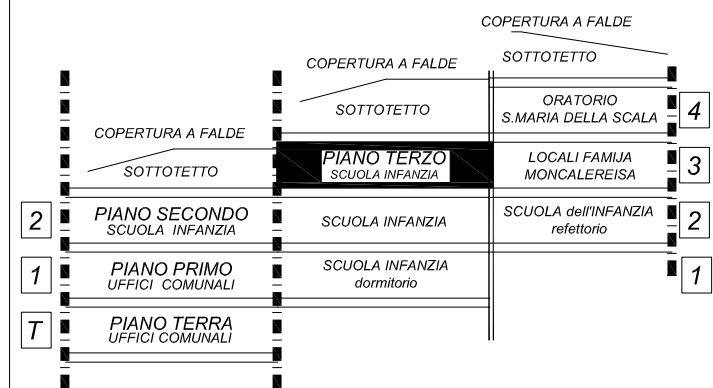 COPERTURA A FALDE
SOTTOTETTO
COPERTURA A FALDE
SOTTOTETTO
ORATORIO
S.MARIA DELLA SCALA
4
COPERTURA A FALDE
SOTTOTETTO
PIANO TERZO
SCUOLA INFANZIA
LOCALI FAMIJA
MONCALEREISA
3
2
PIANO SECONDO
SCUOLA INFANZIA
SCUOLA INFANZIA
SCUOLA dell'INFANZIA
refettorio
2
1
PIANO PRIMO
UFFICI COMUNALI
SCUOLA INFANZIA
dormitorio
1
T
PIANO TERRA
UFFICI COMUNALI